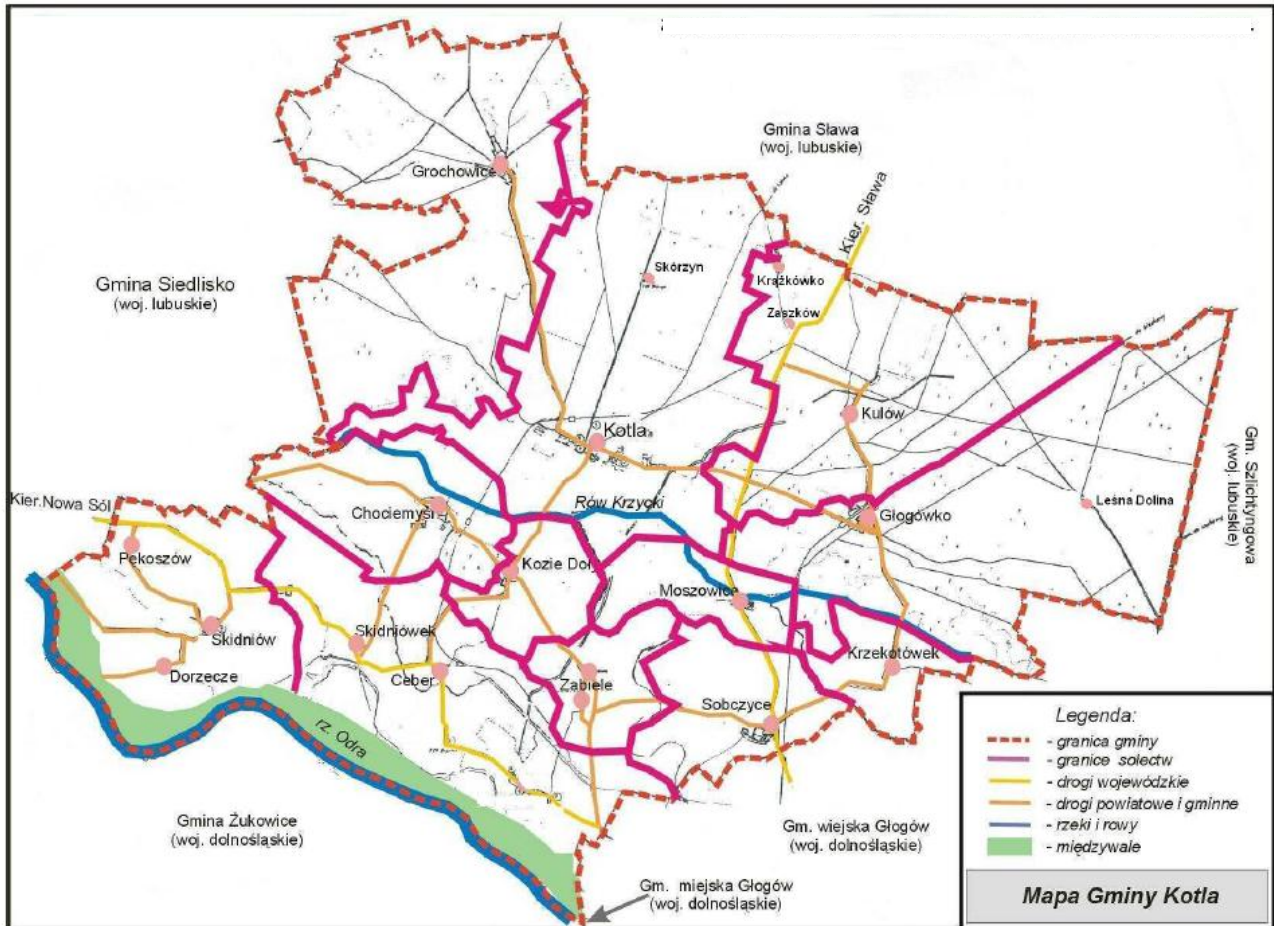 Gmina Sława
(woj. lubuskie)
Kier. Sława
Grochowice
Skórzyn
Krążkówko
Zaszków
Gmina Siedlisko
(woj. lubuskie)
Kulów
Kotla
Gm. Szlichtyngowa
(woj. lubuskie)
Kier.Nowa Sól
Chociemyśl
Rów Krzycki
Głogówko
Leśna Dolina
Pękoszów
Kozie Doły
Moszowice
Skidniów
Skidniówek
Krzekotówek
Dorzecze
Ceber
Zabiele
Sobczyce
rz. Odra
Gmina Żukowice
(woj. dolnośląskie)
Gm. wiejska Głogów
(woj. dolnośląskie)
Gm. miejska Głogów
(woj. dolnośląskie)
Legenda:
- granica gminy
- granice sołectw
- drogi wojewódzkie
- drogi powiatowe i gminne
- rzeki i rowy
- międzywale
Mapa Gminy Kotla